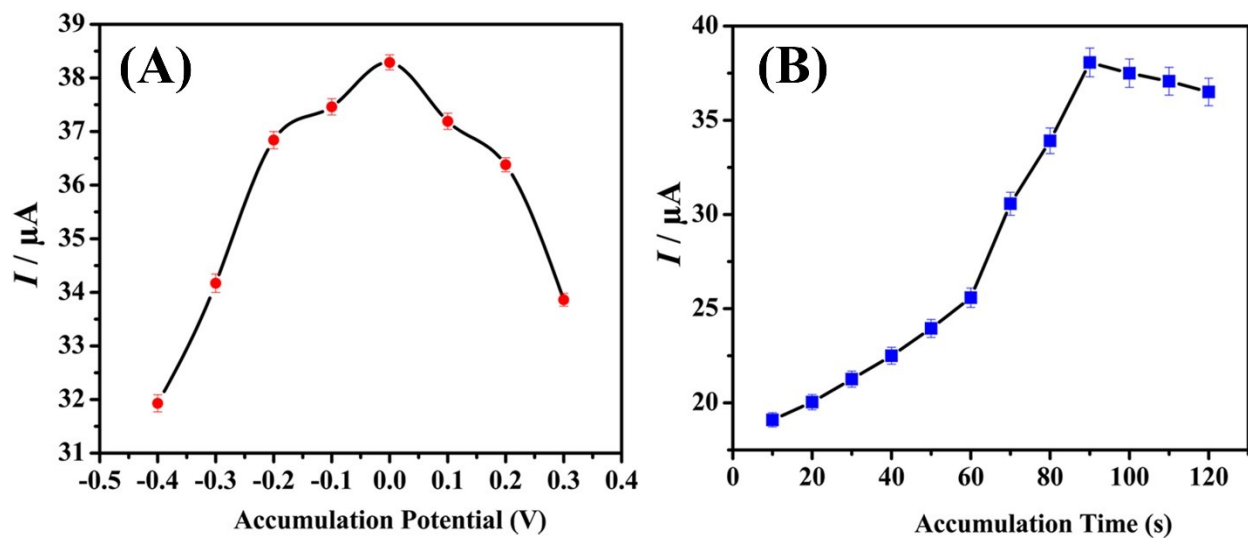 (A)
I / μA
39
38
37
36
35
34
33
32
31
-0.5 -0.4 -0.3 -0.2 -0.1 0.0 0.1 0.2 0.3 0.4
Accumulation Potential (V)
(B)
I / μA
40
35
30
25
20
0 20 40 60 80 100 120
Accumulation Time (s)